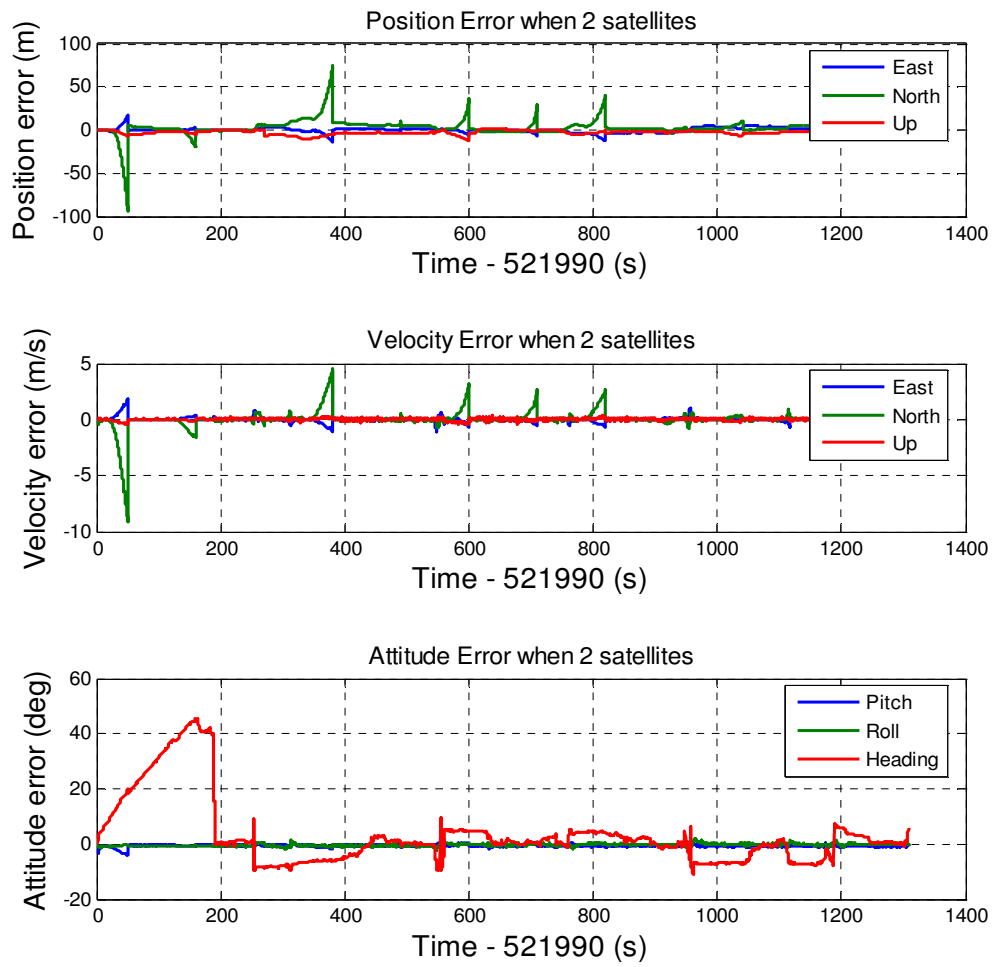 Position Error when 2 satellites
Position error (m)
100
50
0
-50
-100
East
North
Up
0 200 400 600 800 1000 1200 1400
Time - 521990 (s)
Velocity Error when 2 satellites
Velocity error (m/s)
5
0
-5
-10
East
North
Up
0 200 400 600 800 1000 1200 1400
Time - 521990 (s)
Attitude Error when 2 satellites
Attitude error (deg)
60
40
20
0
-20
Pitch
Roll
Heading
0 200 400 600 800 1000 1200 1400
Time - 521990 (s)